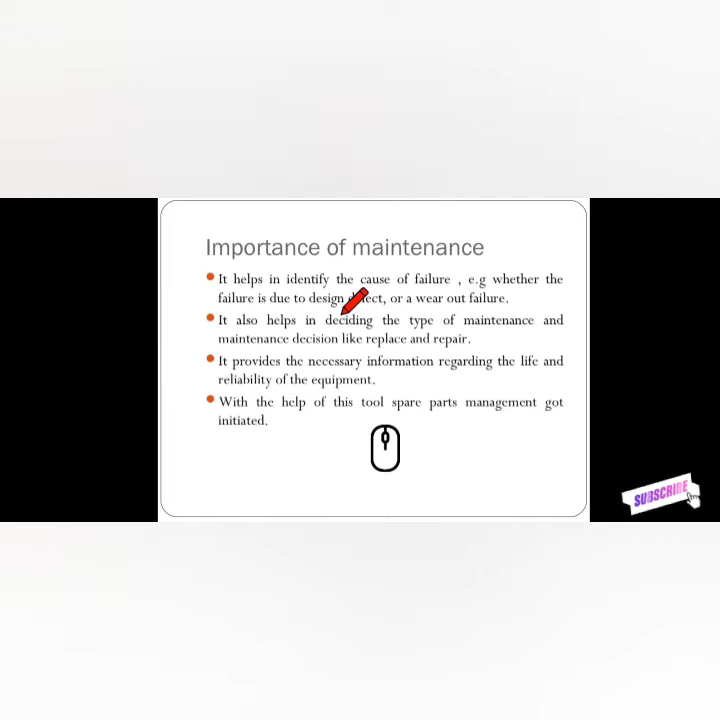 Importance of maintenance
It helps in identify the cause of failure , e.g whether the
failure is due to design defect, or a wear out failure.
It also helps in deciding the type of maintenance and
maintenance decision like replace and repair.
It provides the necessary information regarding the life and
reliability of the equipment.
With the help of this tool spare parts management got
initiated.
SUBSCRIBE